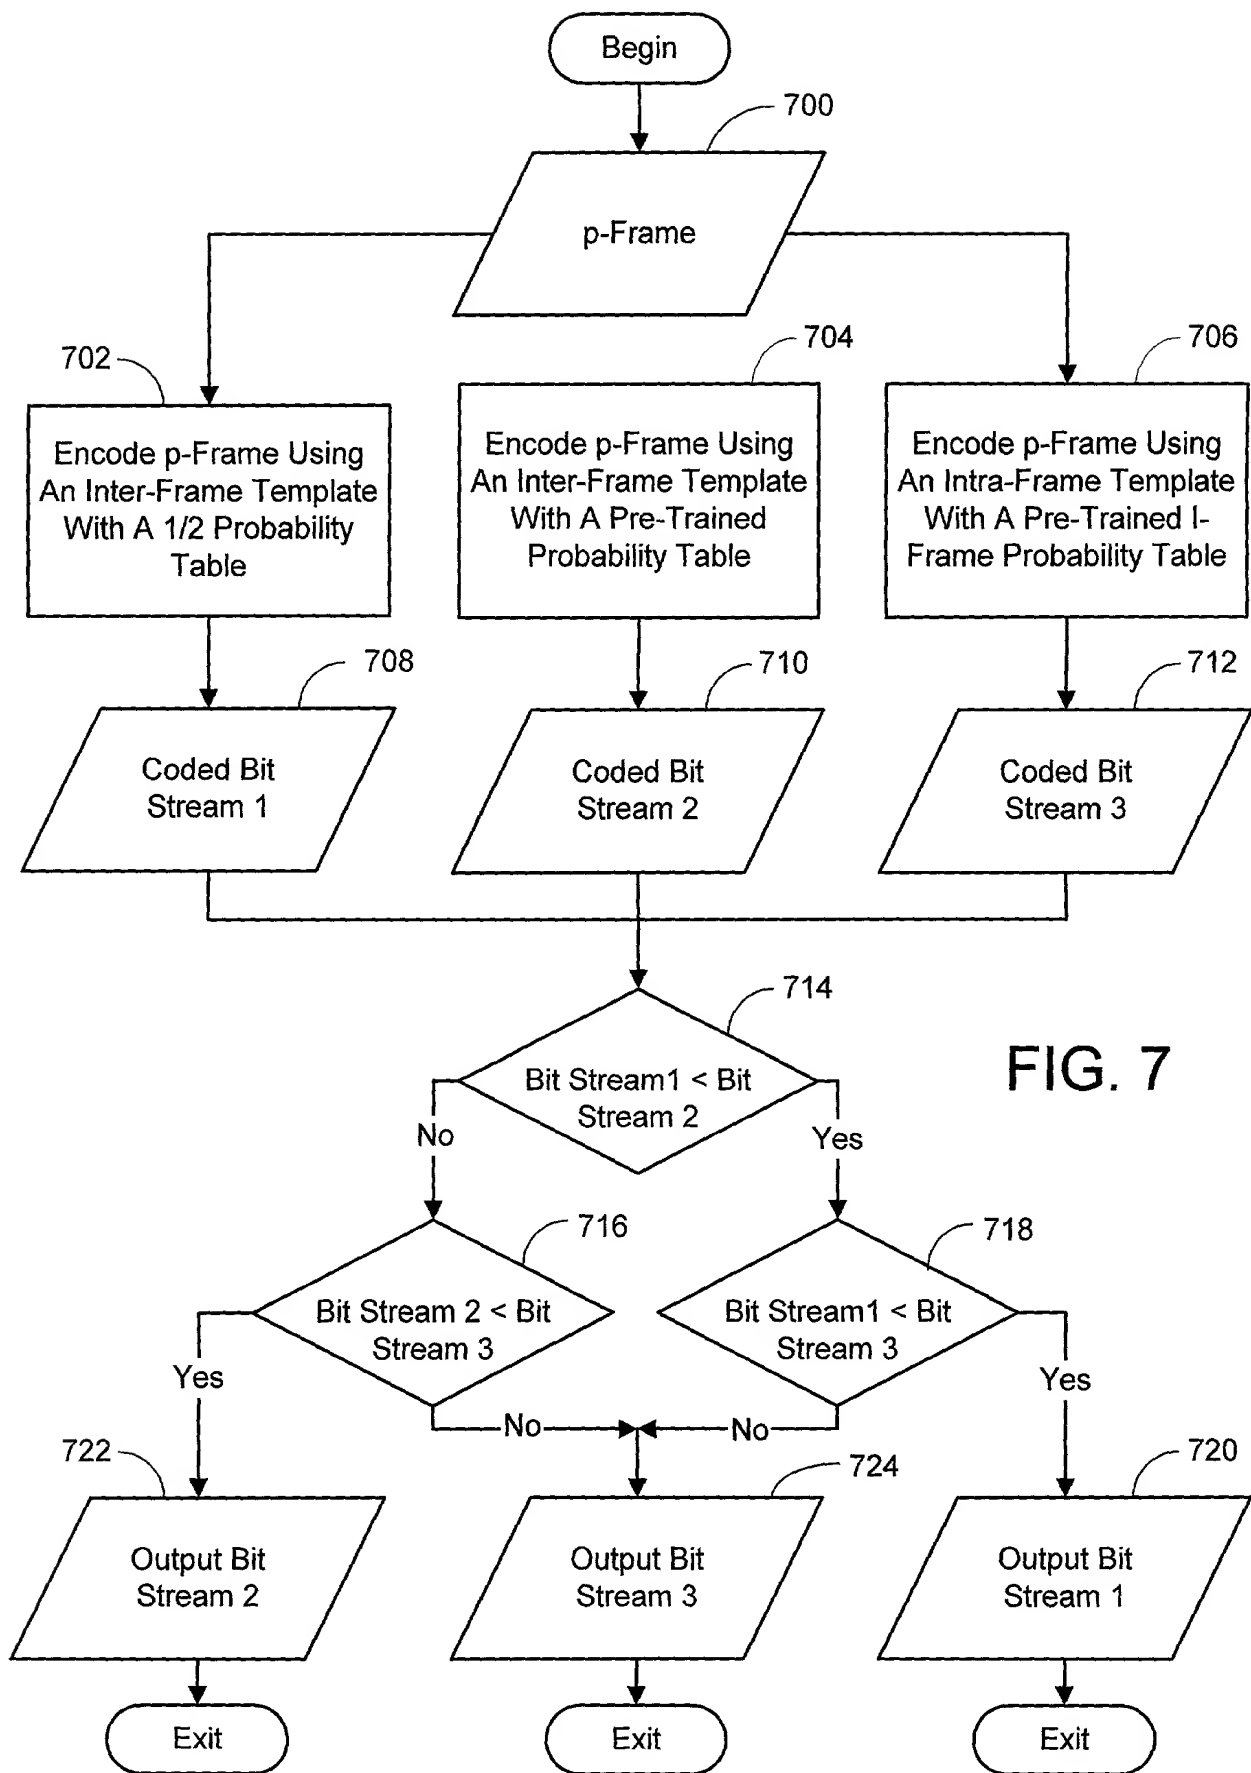 Begin
700
p-Frame
702
704
706
Encode p-Frame Using
An Inter-Frame Template
With A 1/2 Probability
Table
Encode p-Frame Using
An Inter-Frame Template
With A Pre-Trained
Probability Table
Encode p-Frame Using
An Intra-Frame Template
With A Pre-Trained I-
Frame Probability Table
708
710
712
Coded Bit
Stream 1
Coded Bit
Stream 2
Coded Bit
Stream 3
714
FIG. 7
Bit Stream1 < Bit
Stream 2
No
Yes
716
718
Bit Stream 2 < Bit
Stream 3
Bit Stream1 < Bit
Stream 3
Yes
No
No
Yes
722
724
720
Output Bit
Stream 2
Output Bit
Stream 3
Output Bit
Stream 1
Exit
Exit
Exit